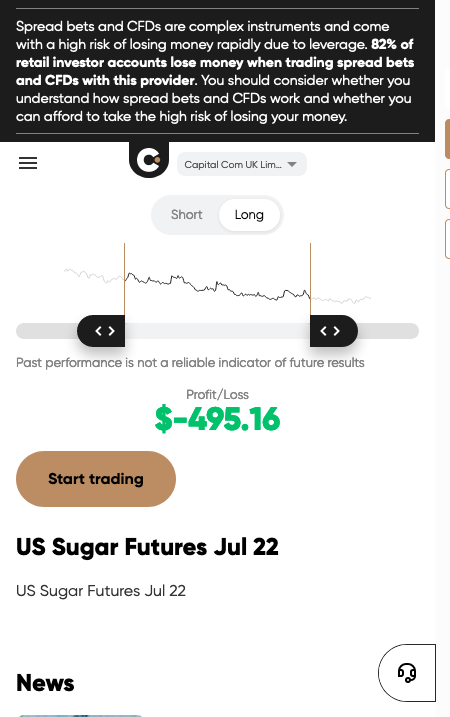 Spread bets and CFDs are complex instruments and come
with a high risk of losing money rapidly due to leverage. 82% of
retail investor accounts lose money when trading spread bets
and CFDs with this provider. You should consider whether you
understand how spread bets and CFDs work and whether you
can afford to take the high risk of losing your money.
Capital Com UK Lim...
Short
Long
Past performance is not a reliable indicator of future results
Profit/Loss
$-495.16
Start trading
US Sugar Futures Jul 22
US Sugar Futures Jul 22
News